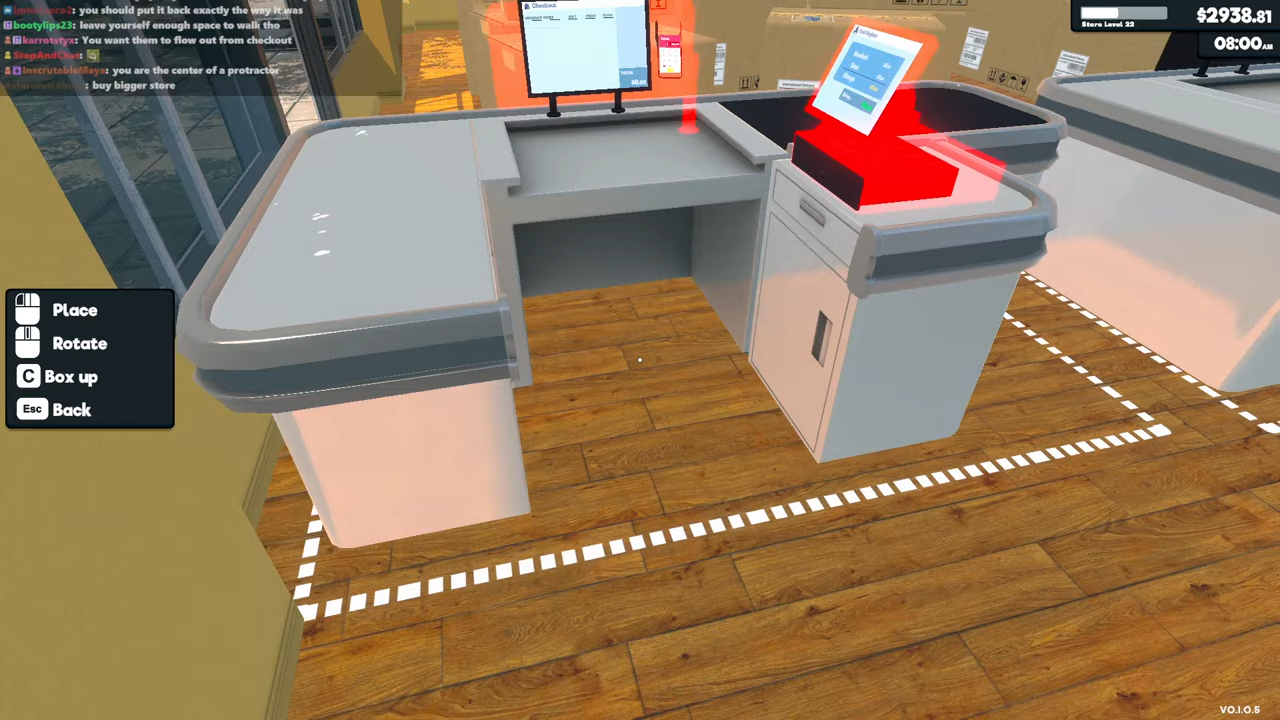 : you should put it back exactly the way it was
bootylips23: leave yourself enough space to walk tho
karrotstyx: You want them to flow out from checkout
SlopAndChat:
InscrutableMaya: you are the center of a protractor
: buy bigger store
Checkout
$2938.81
Store Level 22
08:00AM
Place
Rotate
C Box up
Esc Back
V0.1.0.5